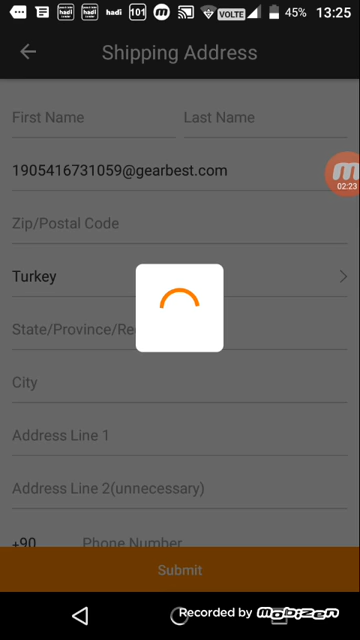 hadi
hadi
hadi
101
VOLTE
45%
13:25
Shipping Address
First Name
Last Name
1905416731059@gearbest.com
02:23
Zip/Postal Code
Turkey
State/Province/Re
City
Address Line 1
Address Line 2(unnecessary)
+90
Phone Number
Submit
Recorded by mobizen